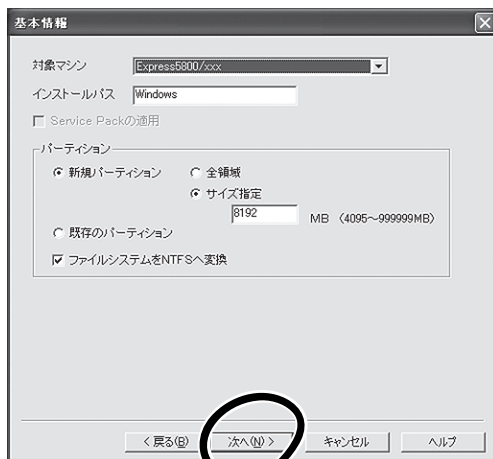 基本情報
対象マシン Express5800/xxx
インストールパス Windows
Service Packの適用
パーティション
新規パーティション 全領域
サイズ指定
8192 MB (4095～999999MB)
既存のパーティション
ファイルシステムをNTFSへ変換
< 戻る(B) 次へ(N) > キャンセル ヘルプ